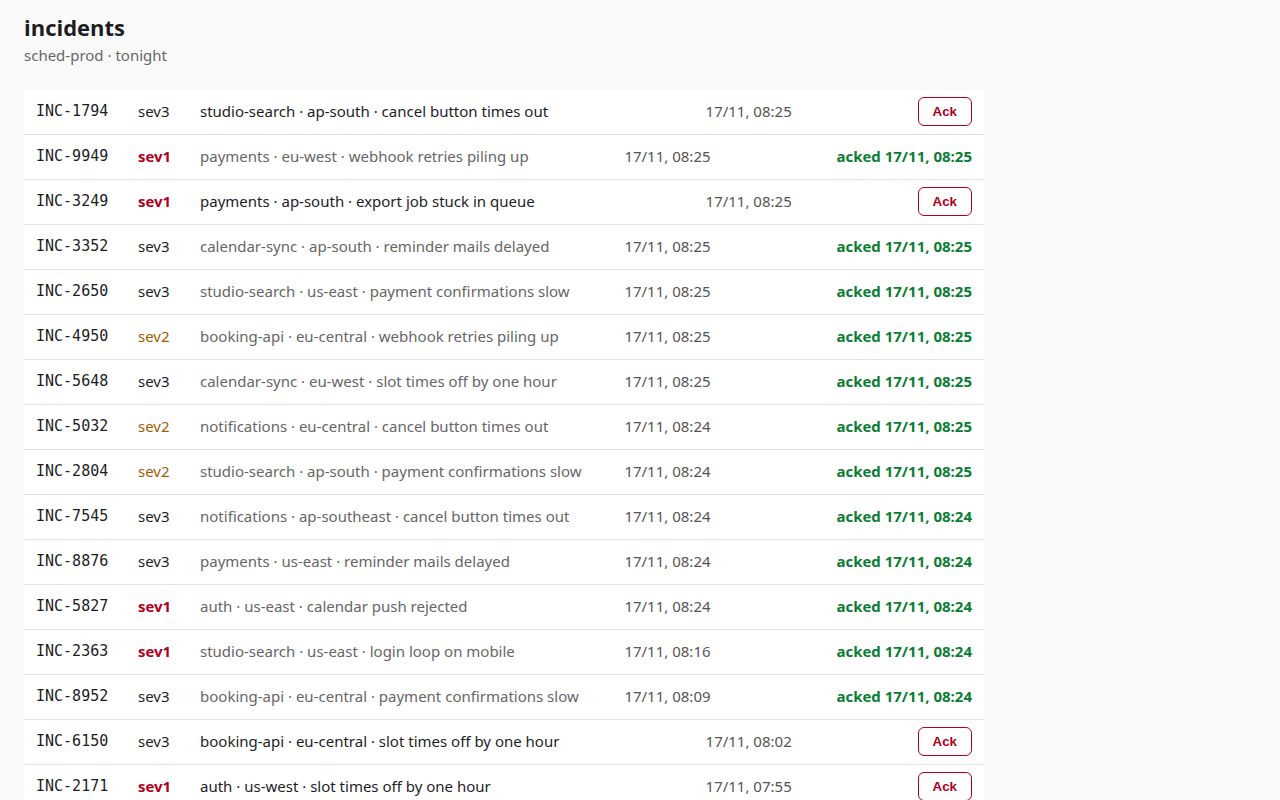 incidents
sched-prod · tonight
INC-1794 sev3 studio-search · ap-south · cancel button times out 17/11, 08:25 Ack
INC-9949 sev1 payments · eu-west · webhook retries piling up 17/11, 08:25 acked 17/11, 08:25
INC-3249 sev1 payments · ap-south · export job stuck in queue 17/11, 08:25 Ack
INC-3352 sev3 calendar-sync · ap-south · reminder mails delayed 17/11, 08:25 acked 17/11, 08:25
INC-2650 sev3 studio-search · us-east · payment confirmations slow 17/11, 08:25 acked 17/11, 08:25
INC-4950 sev2 booking-api · eu-central · webhook retries piling up 17/11, 08:25 acked 17/11, 08:25
INC-5648 sev3 calendar-sync · eu-west · slot times off by one hour 17/11, 08:25 acked 17/11, 08:25
INC-5032 sev2 notifications · eu-central · cancel button times out 17/11, 08:24 acked 17/11, 08:25
INC-2804 sev2 studio-search · ap-south · payment confirmations slow 17/11, 08:24 acked 17/11, 08:25
INC-7545 sev3 notifications · ap-southeast · cancel button times out 17/11, 08:24 acked 17/11, 08:24
INC-8876 sev3 payments · us-east · reminder mails delayed 17/11, 08:24 acked 17/11, 08:24
INC-5827 sev1 auth · us-east · calendar push rejected 17/11, 08:24 acked 17/11, 08:24
INC-2363 sev1 studio-search · us-east · login loop on mobile 17/11, 08:16 acked 17/11, 08:24
INC-8952 sev3 booking-api · eu-central · payment confirmations slow 17/11, 08:09 acked 17/11, 08:24
INC-6150 sev3 booking-api · eu-central · slot times off by one hour 17/11, 08:02 Ack
INC-2171 sev1 auth · us-west · slot times off by one hour 17/11, 07:55 Ack